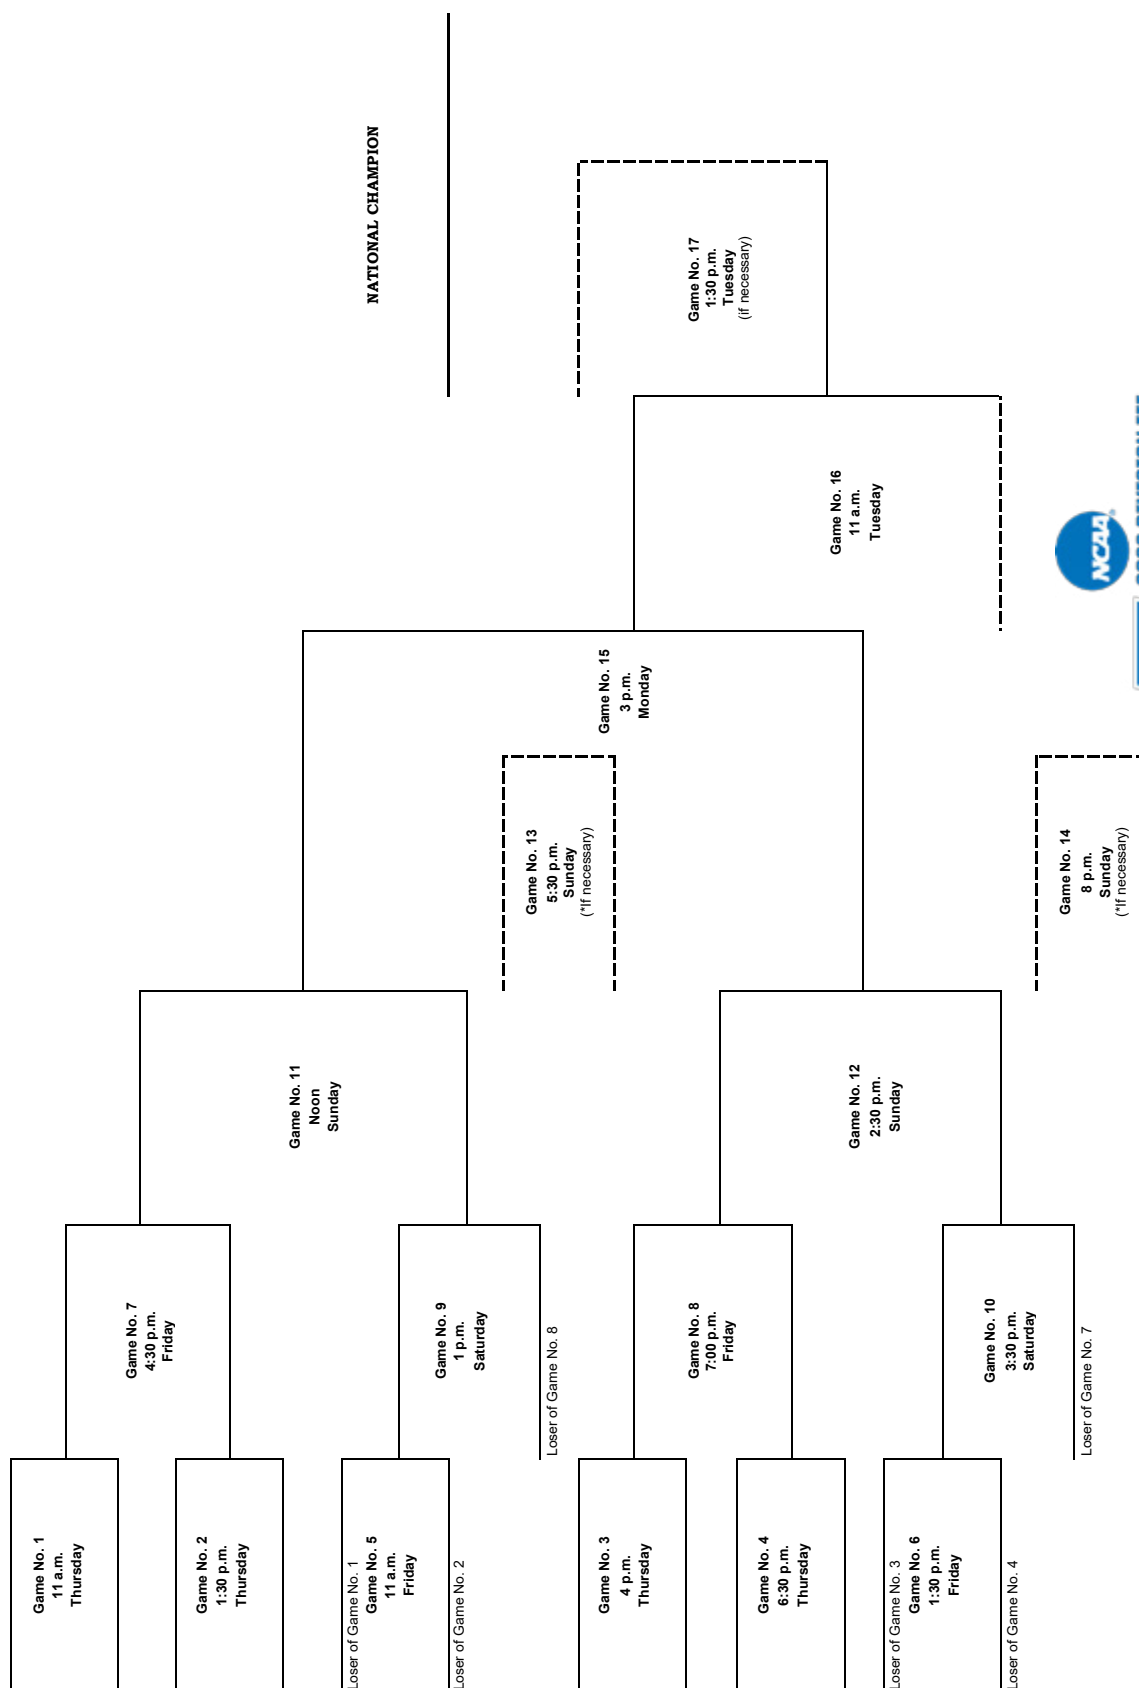 Game No. 1
11 a.m.
Thursday
Game No. 2
1:30 p.m.
Thursday
Loser of Game No. 1
Game No. 5
11 a.m.
Friday
Loser of Game No. 2
Game No. 3
4 p.m.
Thursday
Game No. 4
6:30 p.m.
Thursday
Loser of Game No. 3
Game No. 6
1:30 p.m.
Friday
Loser of Game No. 4
Game No. 7
4:30 p.m.
Friday
Game No. 9
1 p.m.
Saturday
Loser of Game No. 8
Game No. 8
7:00 p.m.
Friday
Game No. 10
3:30 p.m.
Saturday
Loser of Game No. 7
Game No. 11
Noon
Sunday
Game No. 12
2:30 p.m.
Sunday
Game No. 13
5:30 p.m.
Sunday
(*If necessary)
Game No. 14
8 p.m.
Sunday
(*If necessary)
Game No. 15
3 p.m.
Monday
Game No. 16
11 a.m.
Tuesday
Game No. 17
1:30 p.m.
Tuesday
(if necessary)
NATIONAL CHAMPION
NCAA